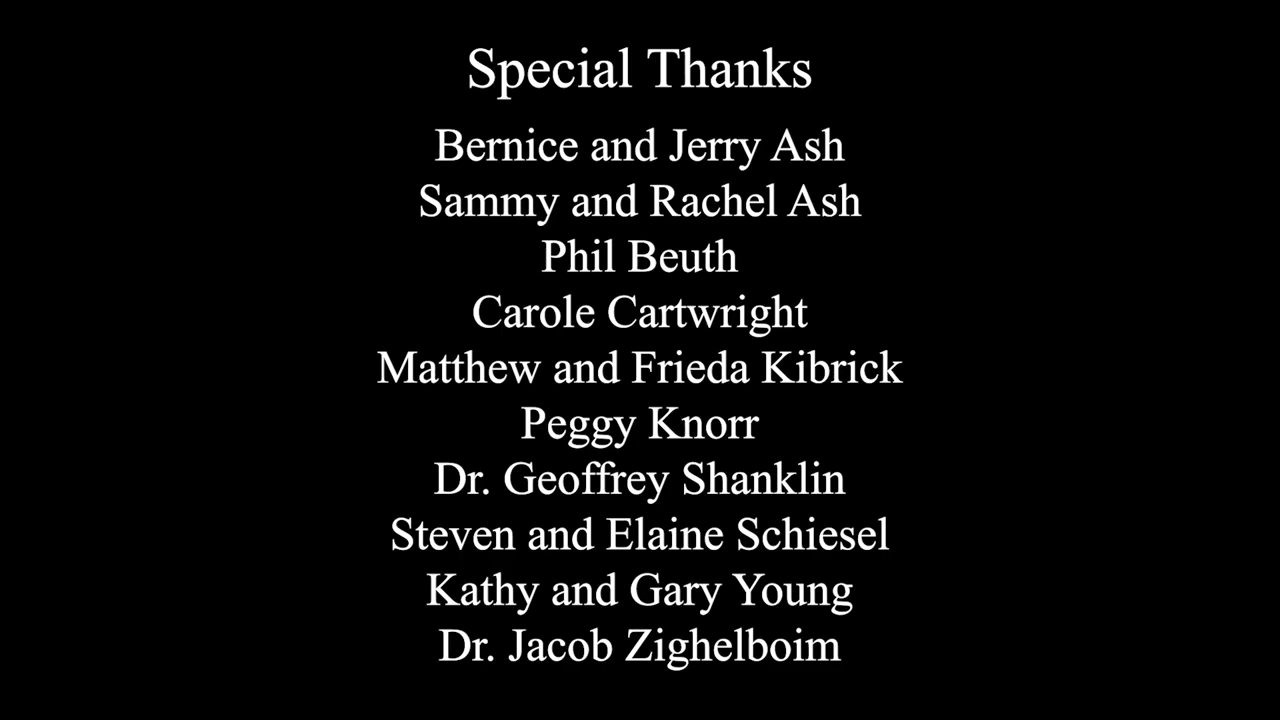 Special Thanks
Bernice and Jerry Ash
Sammy and Rachel Ash
Phil Beuth
Carole Cartwright
Matthew and Frieda Kibrick
Peggy Knorr
Dr. Geoffrey Shanklin
Steven and Elaine Schiesel
Kathy and Gary Young
Dr. Jacob Zighelboim